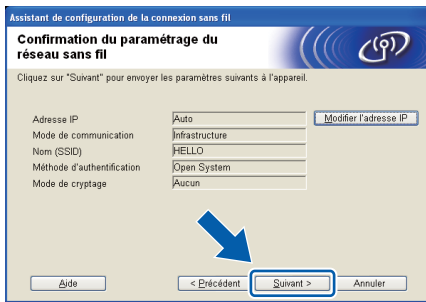 Assistant de configuration de la connexion sans fil
Confirmation du paramétrage du
réseau sans fil
Cliquez sur "Suivant" pour envoyer les paramètres suivants à l'appareil.
Adresse IP Auto Modifier l'adresse IP
Mode de communication Infrastructure
Nom (SSID) HELLO
Méthode d'authentification Open System
Mode de cryptage Aucun
Aide < Précédent Suivant > Annuler